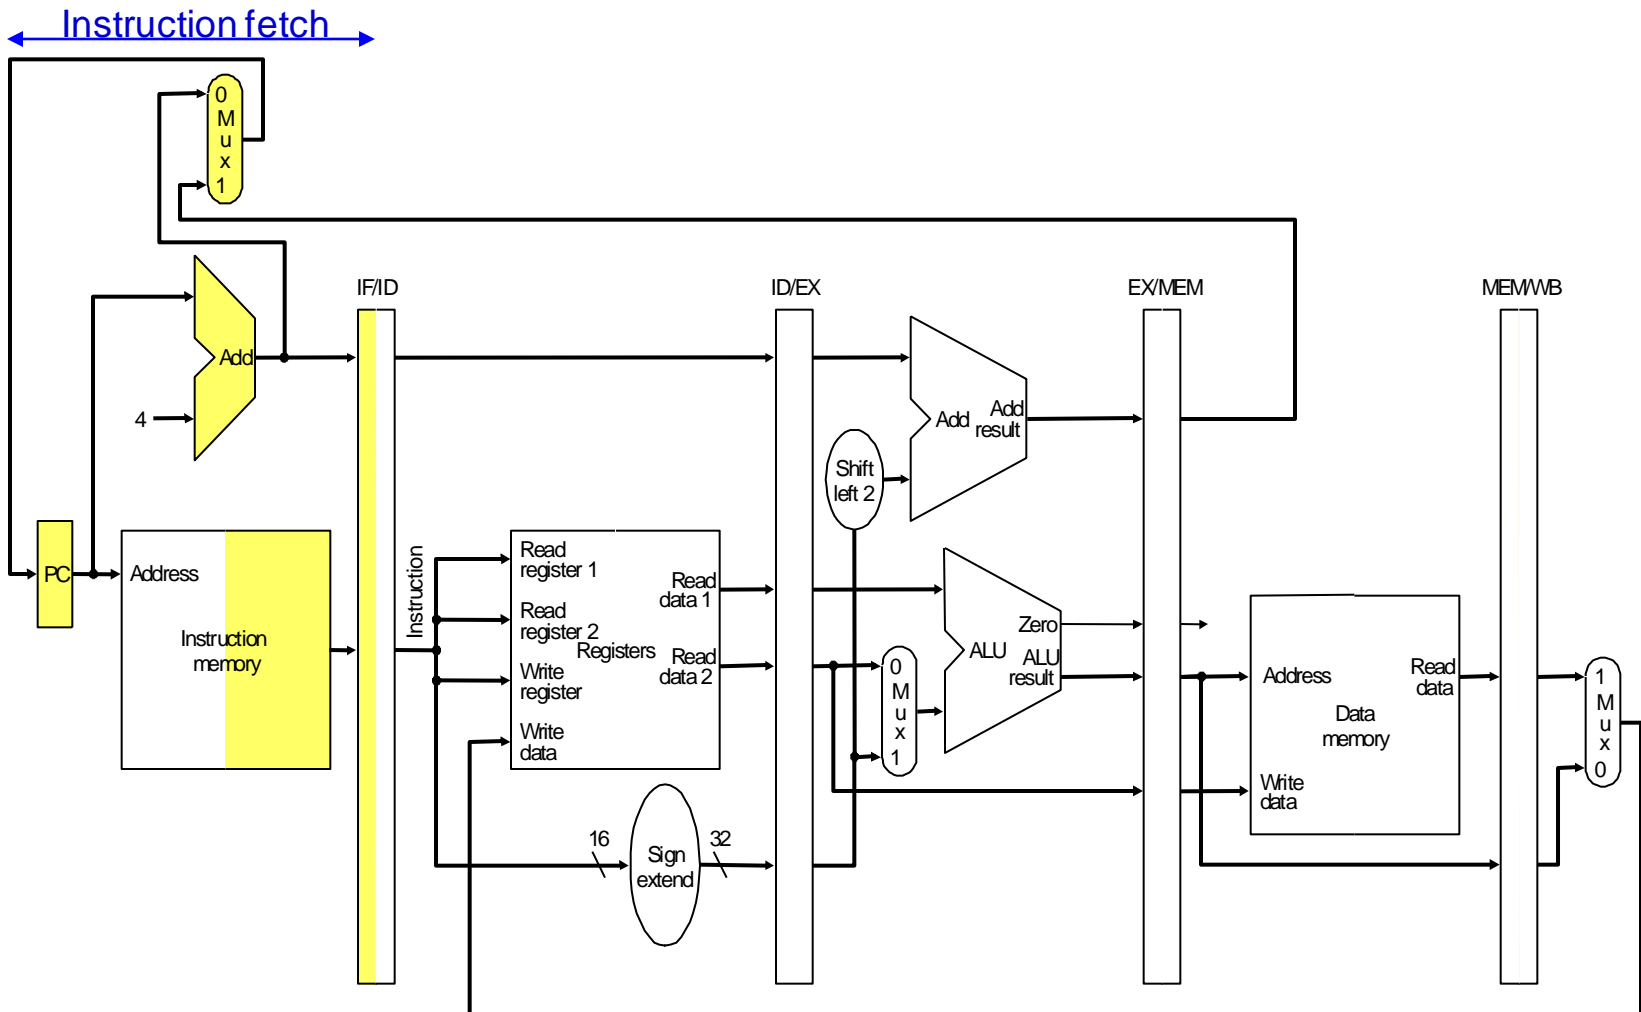 Instruction fetch
0
M
u
x
1
IF/ID
ID/EX
EX/MEM
MEM/WB
Add
4
Add
Add
result
Shift
left 2
PC
Address
Instruction
memory
Instruction
Read
register 1
Read
register 2
Registers
Write
register
Write
data
Read
data 1
Read
data 2
16
Sign
extend
32
0
M
u
x
1
Zero
ALU
ALU
result
Address
Read
data
Data
memory
Write
data
1
M
u
x
0